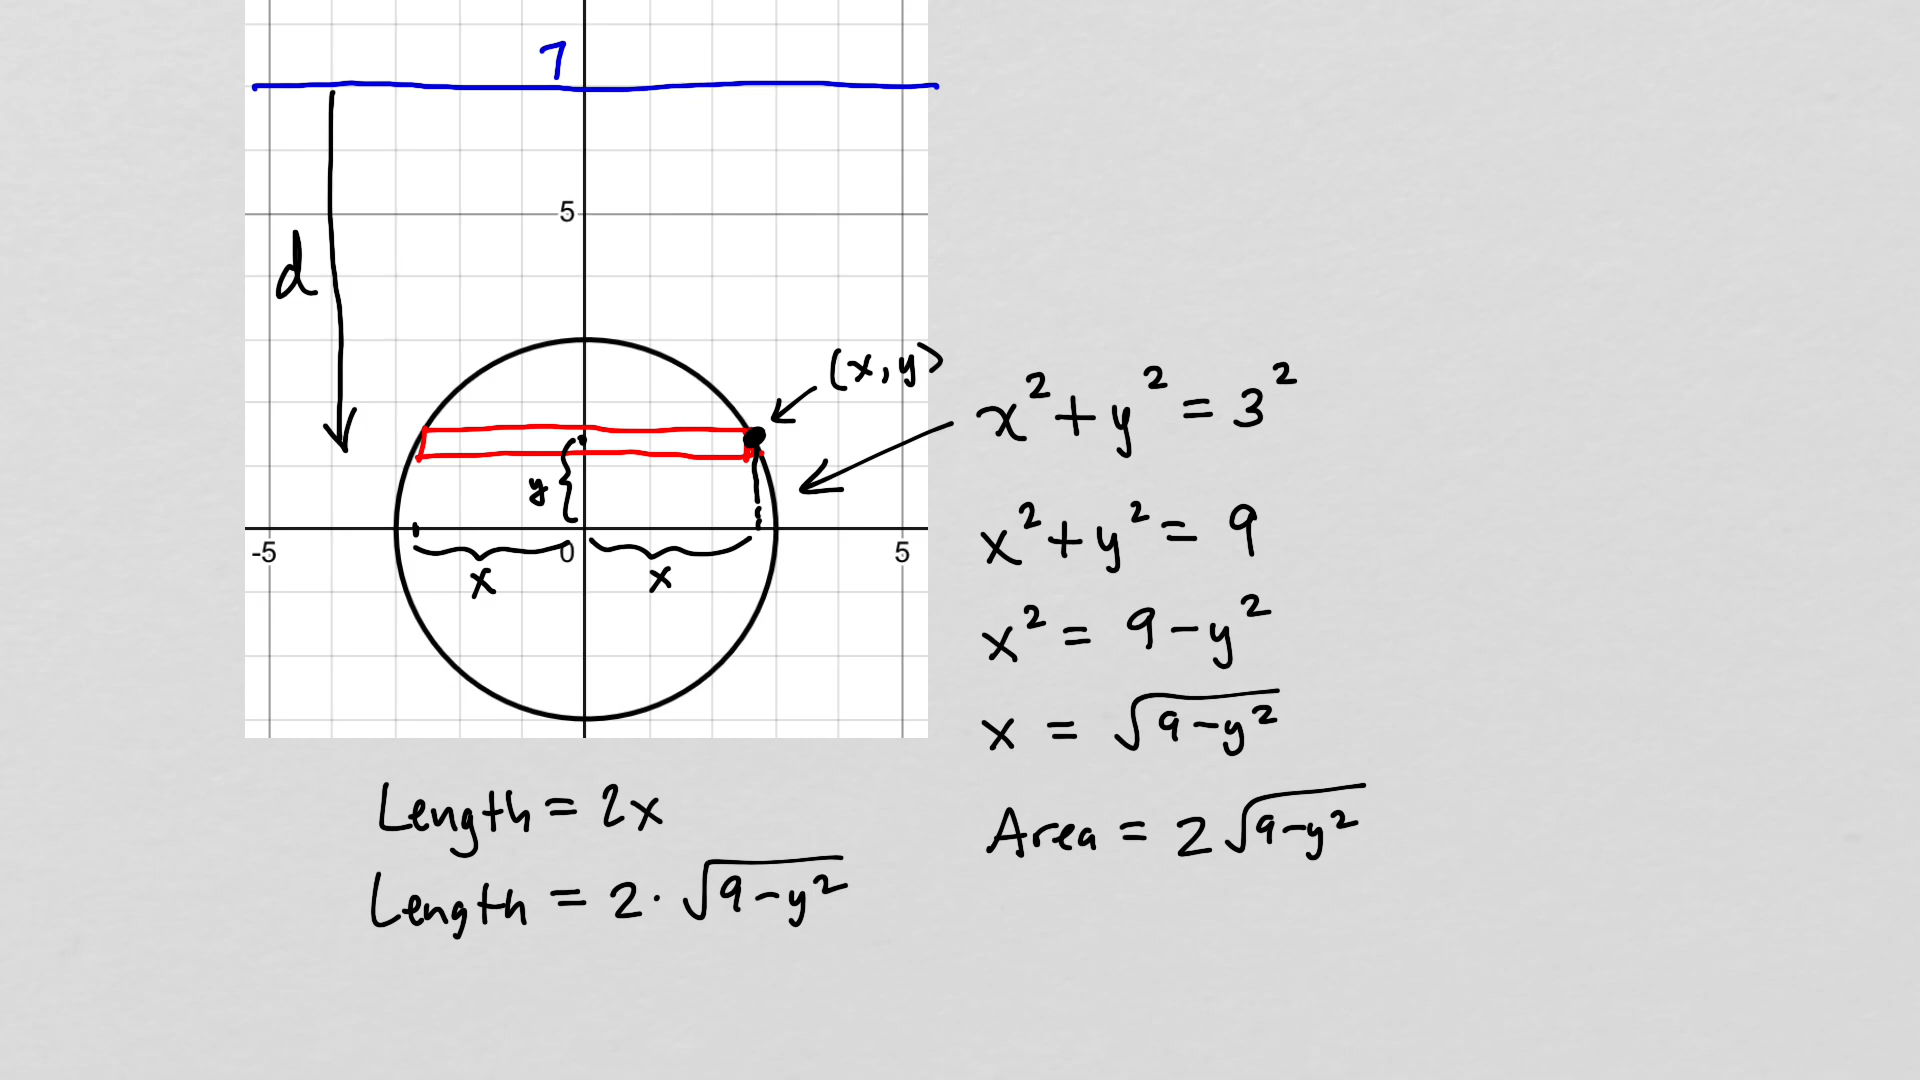 7
5
d
(x,y)
y
-5
0
5
x
x
x² + y² = 3²
x² + y² = 9
x² = 9 - y²
x = √(9-y²)
Length = 2x
Length = 2 · √(9-y²)
Area = 2√(9-y²)